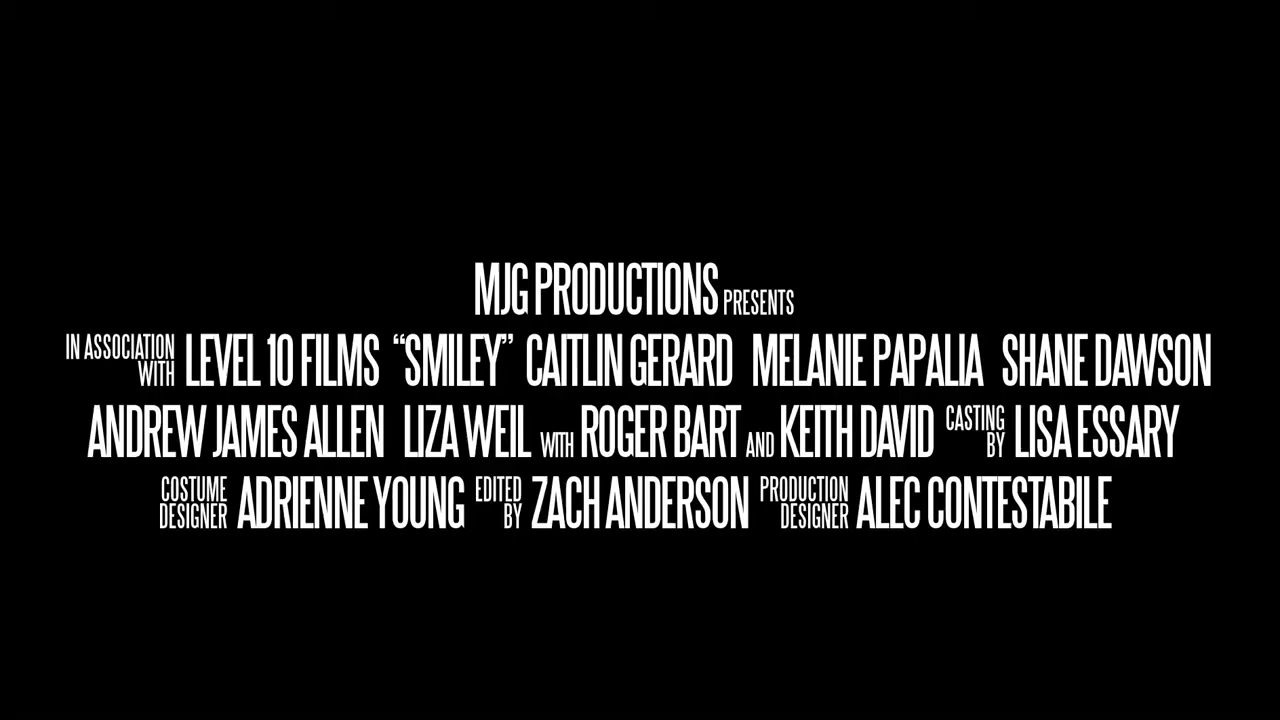 MJG PRODUCTIONS PRESENTS
IN ASSOCIATION WITH LEVEL 10 FILMS “SMILEY” CAITLIN GERARD MELANIE PAPALIA SHANE DAWSON
ANDREW JAMES ALLEN LIZA WEIL WITH ROGER BART AND KEITH DAVID CASTING BY LISA ESSARY
COSTUME DESIGNER ADRIENNE YOUNG EDITED BY ZACH ANDERSON PRODUCTION DESIGNER ALEC CONTESTABILE